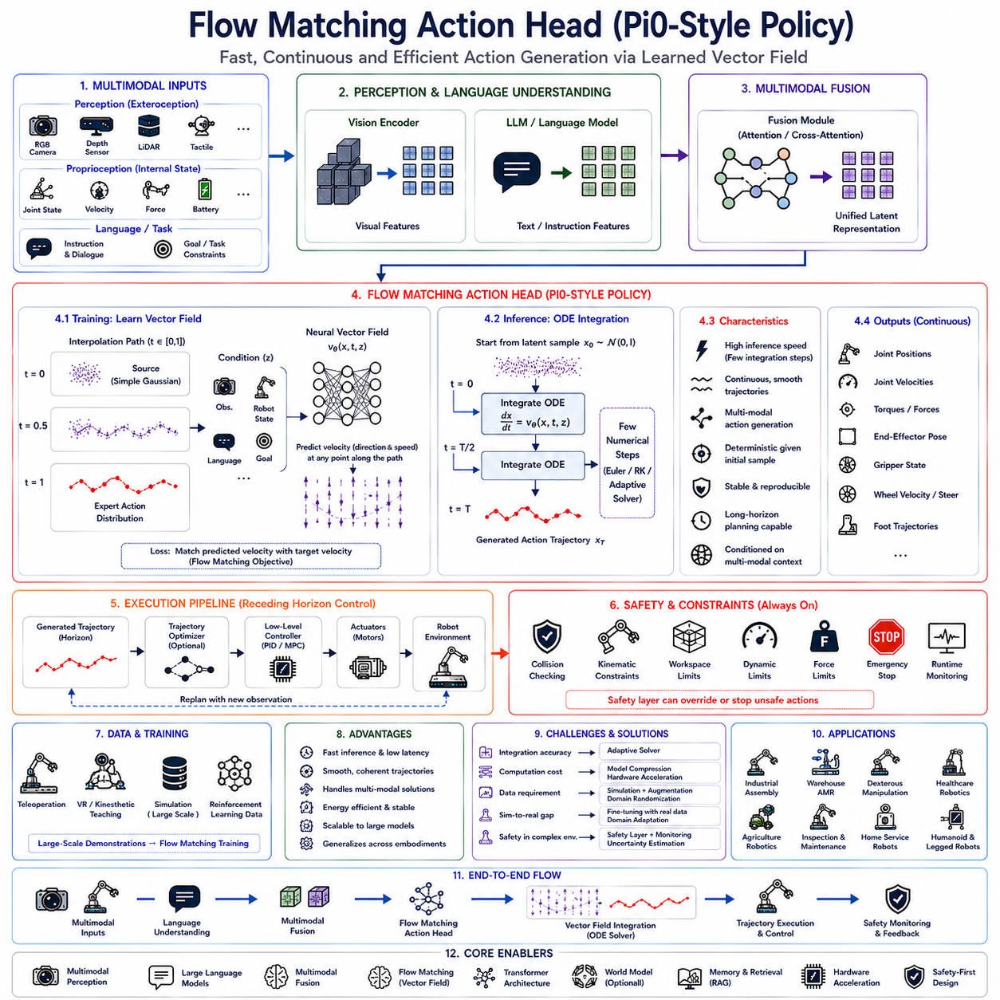 Flow Matching Action Head (Pi0-Style Policy)
Fast, Continuous and Efficient Action Generation via Learned Vector Field
1. MULTIMODAL INPUTS
Perception (Exteroception)
RGB
Camera
Depth
Sensor
LiDAR
Tactile
...
Proprioception (Internal State)
Joint State
Velocity
Force
Battery
...
Language / Task
Instruction
& Dialogue
Goal / Task
Constraints
2. PERCEPTION & LANGUAGE UNDERSTANDING
Vision Encoder
Visual Features
LLM / Language Model
Text / Instruction Features
3. MULTIMODAL FUSION
Fusion Module
(Attention / Cross-Attention)
Unified Latent
Representation
4. FLOW MATCHING ACTION HEAD (PI0-STYLE POLICY)
4.1 Training: Learn Vector Field
Interpolation Path (t ∈ [0,1])
t = 0
Source
(Simple Gaussian)
t = 0.5
t = 1
Expert Action
Distribution
Condition (z)
Obs.
Robot
State
Language
Goal
...
Neural Vector Field
vθ(x, t, z)
Predict velocity (direction & speed)
at any point along the path
Loss: Match predicted velocity with target velocity
(Flow Matching Objective)
4.2 Inference: ODE Integration
Start from latent sample x₀ ~ N(0, I)
t = 0
Integrate ODE
dx/dt = vθ(x, t, z)
t = T/2
Integrate ODE
t = T
Generated Action Trajectory x_T
Few
Numerical
Steps
(Euler / RK /
Adaptive
Solver)
4.3 Characteristics
High inference speed
(Few integration steps)
Continuous, smooth
trajectories
Multi-modal
action generation
Deterministic given
initial sample
Stable & reproducible
Long-horizon
planning capable
Conditioned on
multi-modal context
4.4 Outputs (Continuous)
Joint Positions
Joint Velocities
Torques / Forces
End-Effector Pose
Gripper State
Wheel Velocity / Steer
Foot Trajectories
...
5. EXECUTION PIPELINE (Receding Horizon Control)
Generated Trajectory
(Horizon)
Trajectory
Optimizer
(Optional)
Low-Level
Controller
(PID / MPC)
Actuators
(Motors)
Robot
Environment
Replan with new observation
6. SAFETY & CONSTRAINTS (Always On)
Collision
Checking
Kinematic
Constraints
Workspace
Limits
Dynamic
Limits
F
Force
Limits
STOP
Emergency
Stop
Runtime
Monitoring
Safety layer can override or stop unsafe actions
7. DATA & TRAINING
Teleoperation
VR / Kinesthetic
Teaching
Simulation
( Large Scale )
Reinforcement
Learning Data
Large-Scale Demonstrations → Flow Matching Training
8. ADVANTAGES
Fast inference & low latency
Smooth, coherent trajectories
Handles multi-modal solutions
Energy efficient & stable
Scalable to large models
Generalizes across embodiments
9. CHALLENGES & SOLUTIONS
Integration accuracy
Adaptive Solver
Computation cost
Model Compression
Hardware Acceleration
Data requirement
Simulation + Augmentation
Domain Randomization
Sim-to-real gap
Fine-tuning with real data
Domain Adaptation
Safety in complex env.
Safety Layer + Monitoring
Uncertainty Estimation
10. APPLICATIONS
Industrial
Assembly
Warehouse
AMR
Dexterous
Manipulation
Healthcare
Robotics
Agriculture
Robotics
Inspection &
Maintenance
Home Service
Robots
Humanoid &
Legged Robots
11. END-TO-END FLOW
Multimodal
Inputs
Language
Understanding
Multimodal
Fusion
Flow Matching
Action Head
Vector Field Integration
(ODE Solver)
Trajectory Execution
& Control
Safety Monitoring
& Feedback
12. CORE ENABLERS
Multimodal
Perception
Large Language
Models
Multimodal
Fusion
Flow Matching
(Vector Field)
Transformer
Architecture
World Model
(Optionall)
Memory & Retrieval
(RAG)
Hardware
Acceleration
Safety-First
Design